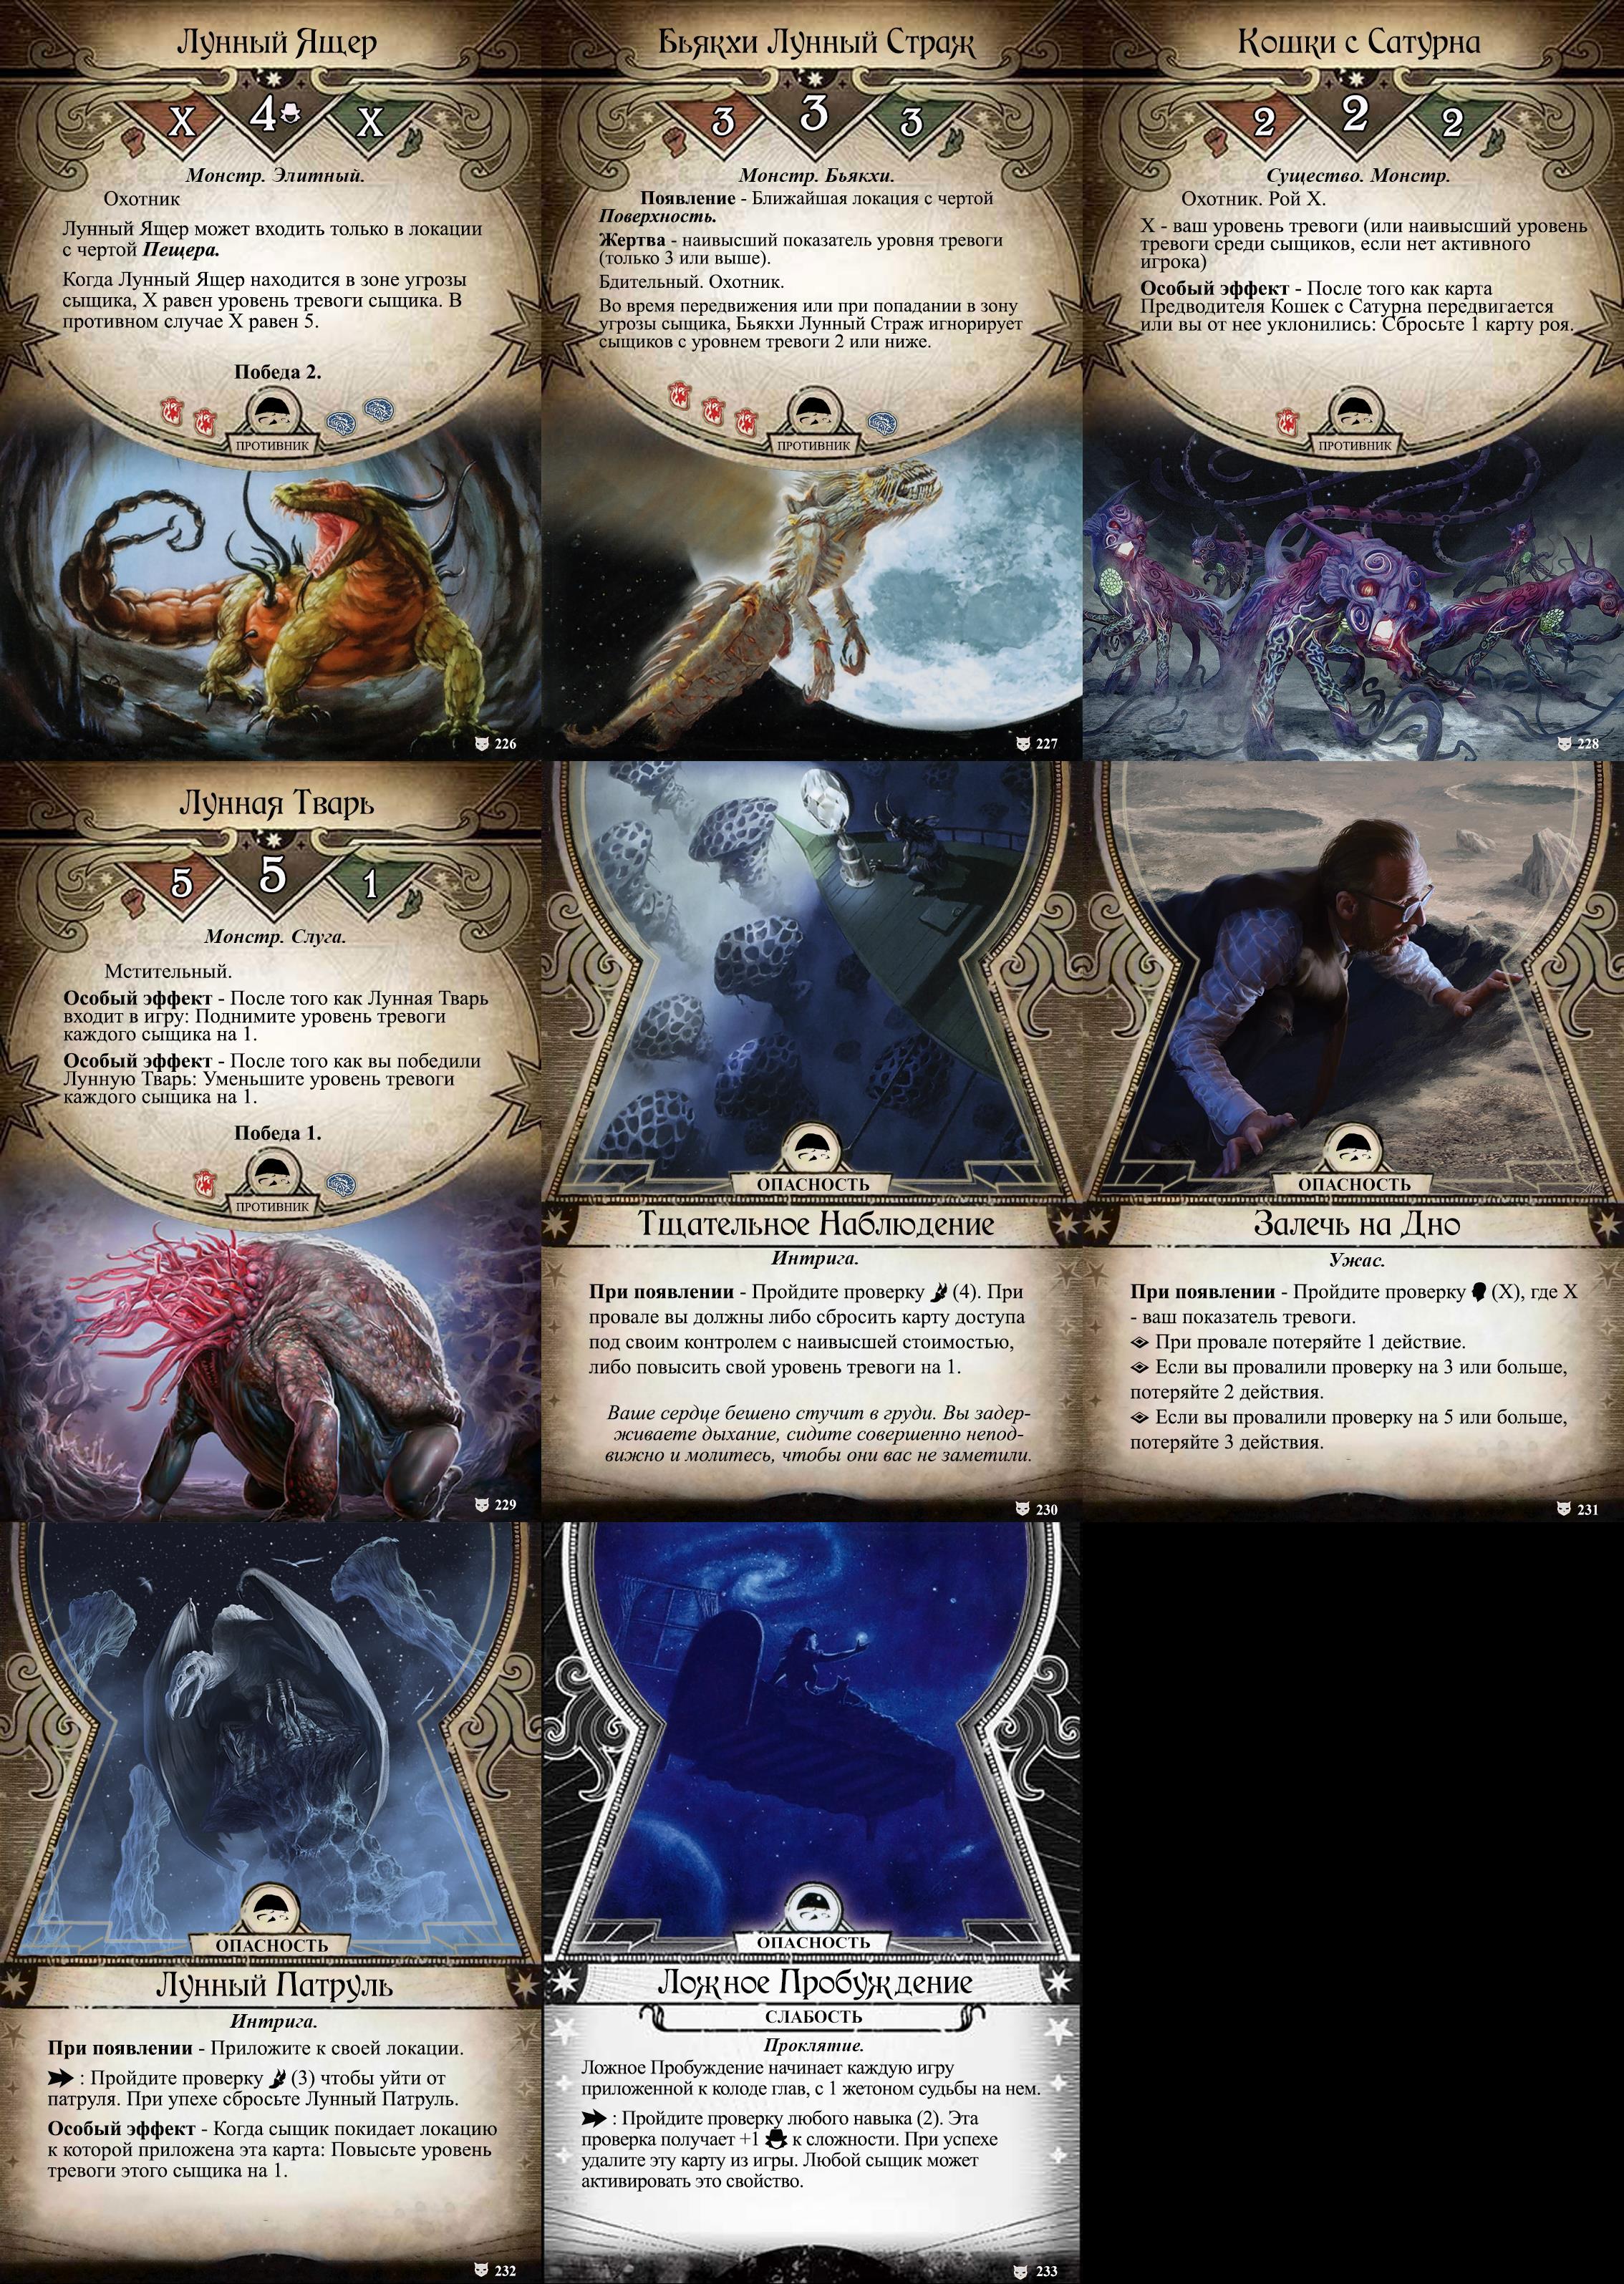 Лунный Ящер
X
4
X
Монстр. Элитный.
Охотник
Лунный Ящер может входить только в локации
с чертой Пещера.
Когда Лунный Ящер находится в зоне угрозы
сыщика, X равен уровень тревоги сыщика. В
противном случае X равен 5.
Победа 2.
ПРОТИВНИК
226
Бьякхи Лунный Страж
3
3
3
Монстр. Бьякхи.
Появление - Ближайшая локация с чертой
Поверхность.
Жертва - наивысший показатель уровня тревоги
(только 3 или выше).
Бдительный. Охотник.
Во время передвижения или при попадании в зону
угрозы сыщика, Бьякхи Лунный Страж игнорирует
сыщиков с уровнем тревоги 2 или ниже.
ПРОТИВНИК
227
Кошки с Сатурна
2
2
2
Существо. Монстр.
Охотник. Рой X.
X - ваш уровень тревоги (или наивысший уровень
тревоги среди сыщиков, если нет активного
игрока)
Особый эффект - После того как карта
Предводителя Кошек с Сатурна передвигается
или вы от нее уклонились: Сбросьте 1 карту роя.
ПРОТИВНИК
228
Лунная Тварь
5
5
1
Монстр. Слуга.
Мстительный.
Особый эффект - После того как Лунная Тварь
входит в игру: Поднимите уровень тревоги
каждого сыщика на 1.
Особый эффект - После того как вы победили
Лунную Тварь: Уменьшите уровень тревоги
каждого сыщика на 1.
Победа 1.
ПРОТИВНИК
229
ОПАСНОСТЬ
Тщательное Наблюдение
Интрига.
При появлении - Пройдите проверку (4). При
провале вы должны либо сбросить карту доступа
под своим контролем с наивысшей стоимостью,
либо повысить свой уровень тревоги на 1.
Ваше сердце бешено стучит в груди. Вы задер-
живаете дыхание, сидите совершенно непод-
вижно и молитесь, чтобы они вас не заметили.
230
ОПАСНОСТЬ
Залечь на Дно
Ужас.
При появлении - Пройдите проверку (X), где X
- ваш показатель тревоги.
При провале потеряйте 1 действие.
Если вы провалили проверку на 3 или больше,
потеряйте 2 действия.
Если вы провалили проверку на 5 или больше,
потеряйте 3 действия.
231
ОПАСНОСТЬ
Лунный Патруль
Интрига.
При появлении - Приложите к своей локации.
: Пройдите проверку (3) чтобы уйти от
патруля. При упехе сбросьте Лунный Патруль.
Особый эффект - Когда сыщик покидает локацию
к которой приложена эта карта: Повысьте уровень
тревоги этого сыщика на 1.
232
ОПАСНОСТЬ
Ложное Пробуждение
СЛАБОСТЬ
Проклятие.
Ложное Пробуждение начинает каждую игру
приложенной к колоде глав, с 1 жетоном судьбы на нем.
: Пройдите проверку любого навыка (2). Эта
проверка получает +1 к сложности. При успехе
удалите эту карту из игры. Любой сыщик может
активировать это свойство.
233